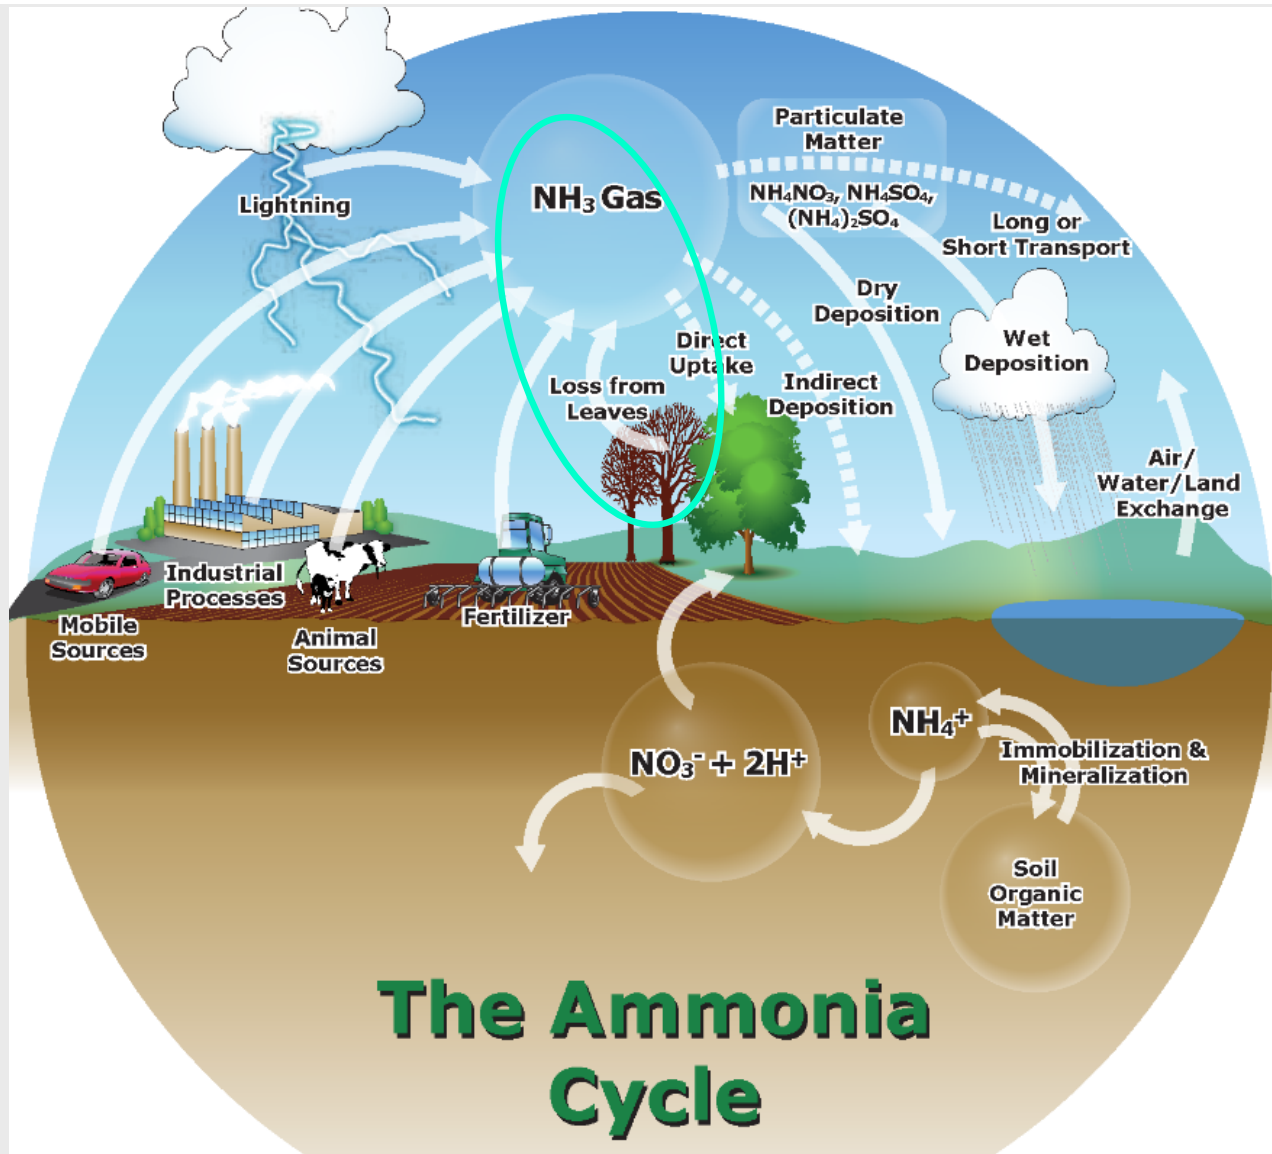 Lightning
NH₃ Gas
Particulate
Matter
NH₄NO₃, NH₄SO₄,
(NH₄)₂SO₄
Long or
Short Transport
Dry
Deposition
Wet
Deposition
Direct
Uptake
Indirect
Deposition
Loss from
Leaves
Air/
Water/Land
Exchange
Mobile
Sources
Industrial
Processes
Animal
Sources
Fertilizer
NO₃⁻ + 2H⁺
NH₄⁺
Immobilization &
Mineralization
Soil
Organic
Matter
The Ammonia
Cycle